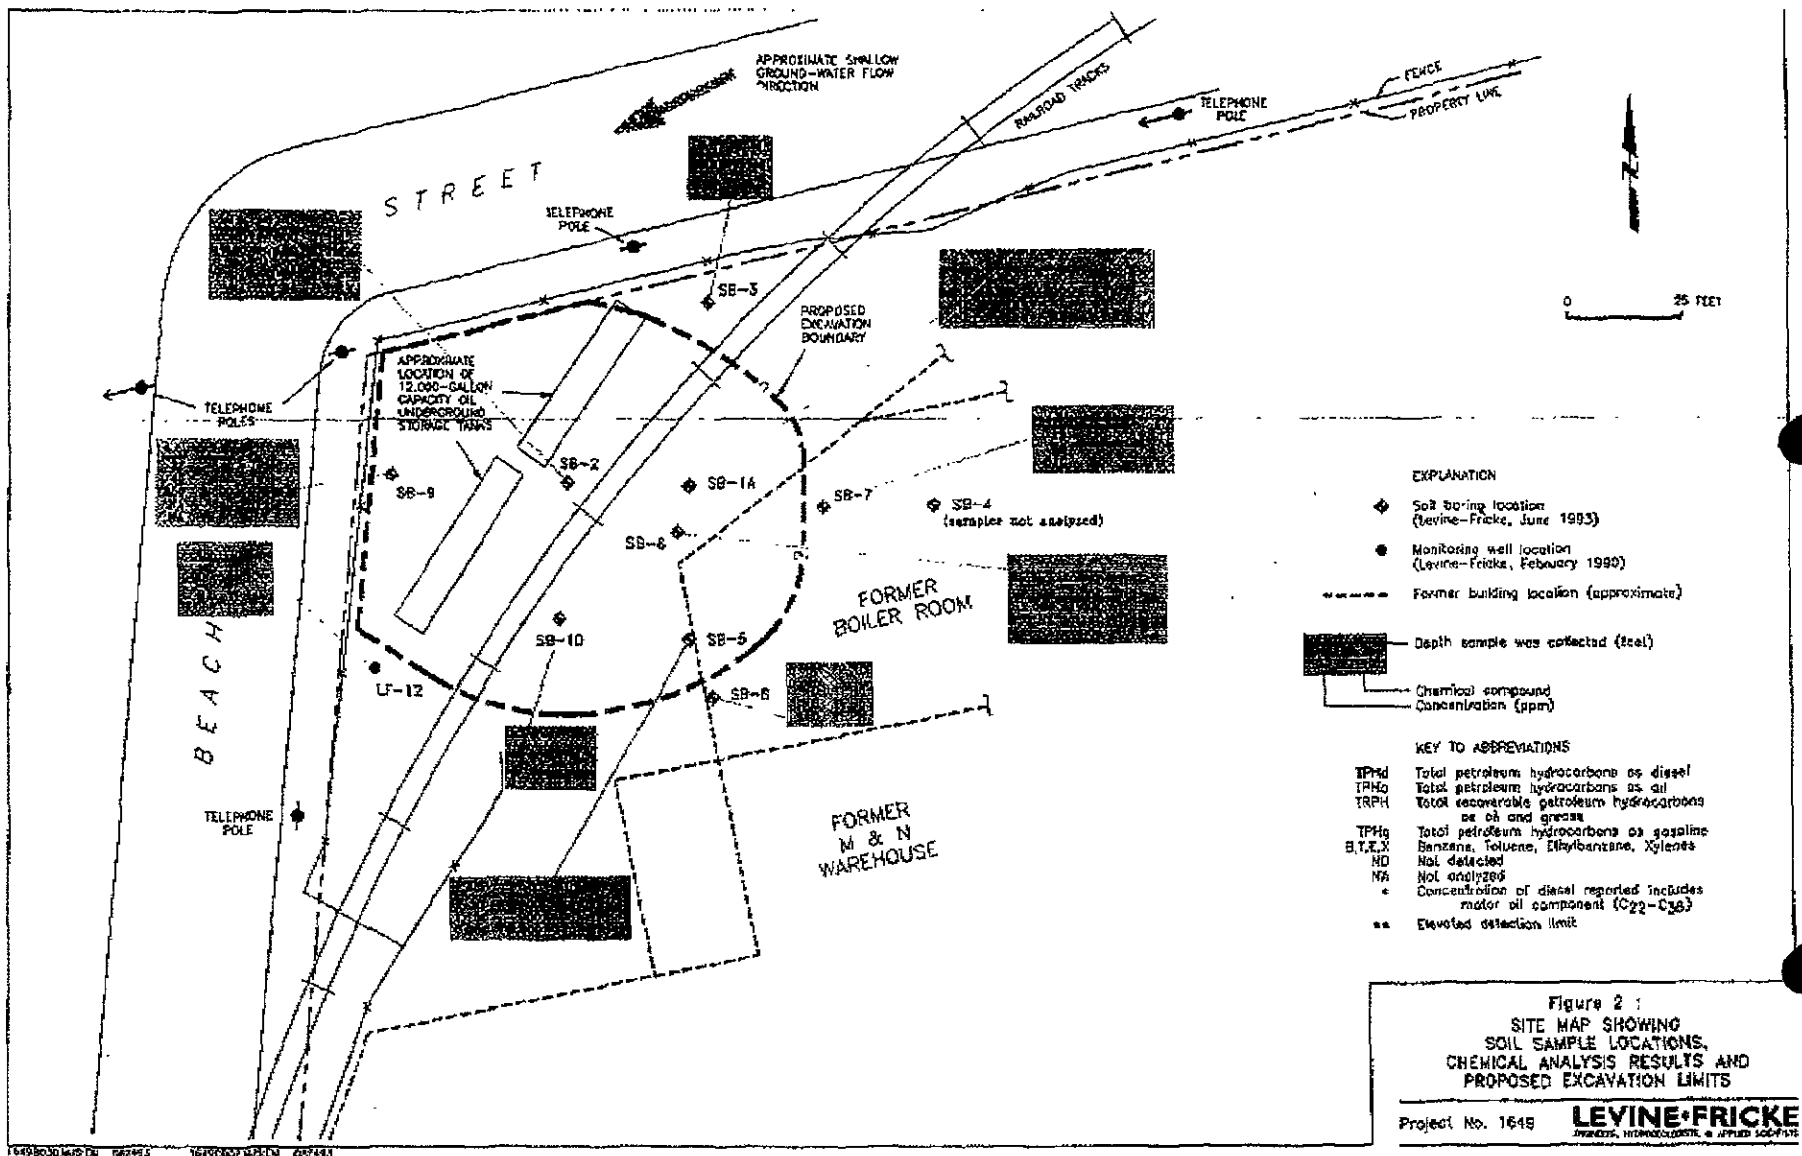 APPROXIMATE SHALLOW
GROUND-WATER FLOW
DIRECTION
RAILROAD TRACKS
FENCE
PROPERTY LINE
TELEPHONE
POLE
STREET
TELEPHONE
POLE
N
SB-3
PROPOSED
EXCAVATION
BOUNDARY
0 25 FEET
APPROXIMATE
LOCATION OF
12,000-GALLON
CAPACITY OIL
UNDERGROUND
STORAGE TANKS
TELEPHONE
POLES
SB-2
SB-9
SB-1A
SB-7
SB-4
(samples not analyzed)
SB-6
FORMER
BOILER ROOM
SB-10
SB-5
LF-12
SB-8
BEACH
TELEPHONE
POLE
FORMER
M & N
WAREHOUSE
EXPLANATION
Soil boring location
(Levine-Fricke, June 1993)
Monitoring well location
(Levine-Fricke, February 1990)
Former building location (approximate)
Depth sample was collected (feet)
Chemical compound
Concentration (ppm)
KEY TO ABBREVIATIONS
TPHd Total petroleum hydrocarbons as diesel
TPHo Total petroleum hydrocarbons as oil
TRPH Total recoverable petroleum hydrocarbons
as oil and grease
TPHg Total petroleum hydrocarbons as gasoline
B,T,E,X Benzene, Toluene, Ethylbenzene, Xylenes
ND Not detected
NA Not analyzed
* Concentration of diesel reported includes
motor oil component (C22-C36)
** Elevated detection limit
Figure 2 :
SITE MAP SHOWING
SOIL SAMPLE LOCATIONS,
CHEMICAL ANALYSIS RESULTS AND
PROPOSED EXCAVATION LIMITS
Project No. 1649
LEVINE•FRICKE
ENGINEERS, HYDROGEOLOGISTS, & APPLIED SCIENTISTS